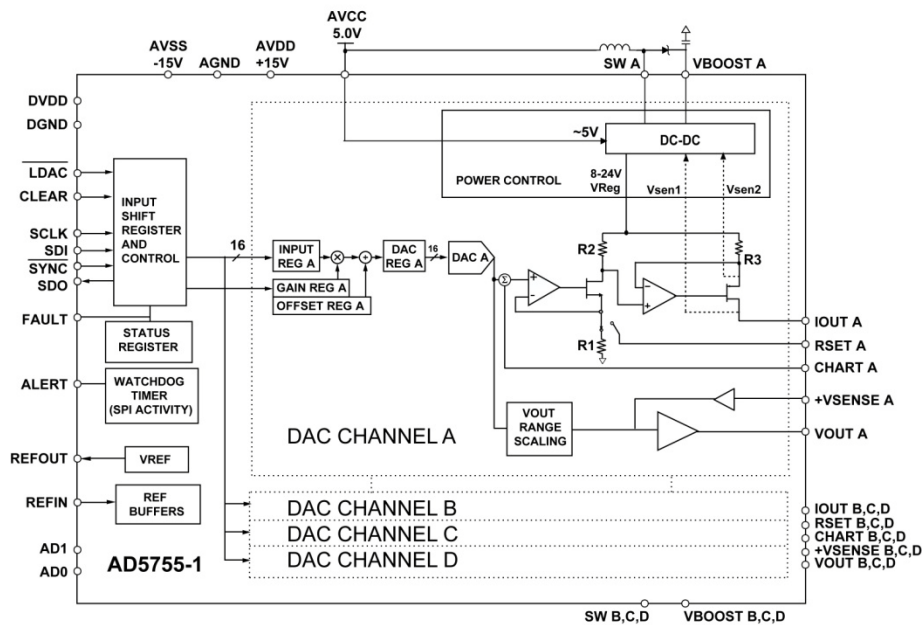 AVCC
5.0V
AVSS
-15V
AGND
AVDD
+15V
SW A
VBOOST A
DVDD
DGND
LDAC
CLEAR
SCLK
SDI
SYNC
SDO
FAULT
ALERT
REFOUT
REFIN
AD1
AD0
INPUT
SHIFT
REGISTER
AND
CONTROL
STATUS
REGISTER
WATCHDOG
TIMER
(SPI ACTIVITY)
VREF
REF
BUFFERS
AD5755-1
16
INPUT
REG A
GAIN REG A
OFFSET REG A
×
+
DAC
REG A
16
DAC A
Σ
~5V
DC-DC
POWER CONTROL
8-24V
VReg
Vsen1
Vsen2
R2
R3
+
-
-
+
R1
VOUT
RANGE
SCALING
DAC CHANNEL A
DAC CHANNEL B
DAC CHANNEL C
DAC CHANNEL D
IOUT A
RSET A
CHART A
+VSENSE A
VOUT A
IOUT B,C,D
RSET B,C,D
CHART B,C,D
+VSENSE B,C,D
VOUT B,C,D
SW B,C,D
VBOOST B,C,D